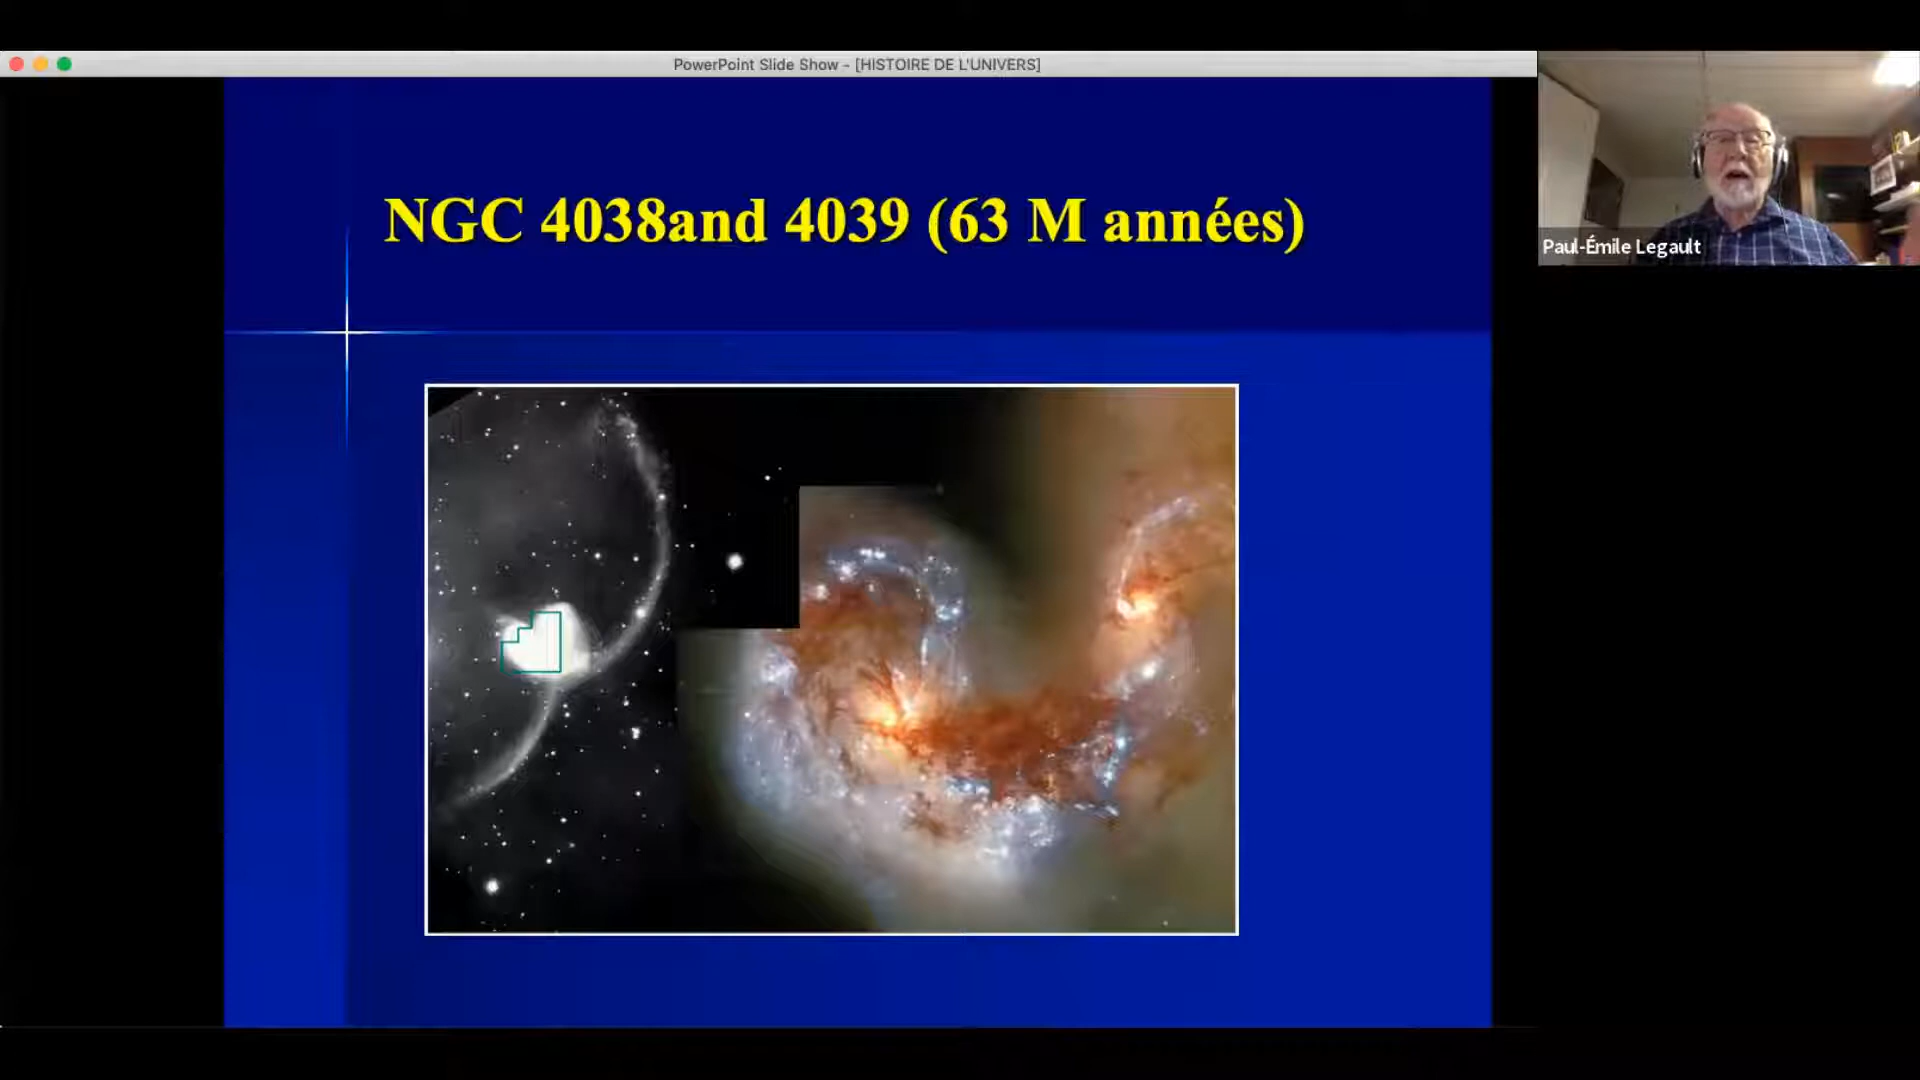 PowerPoint Slide Show - [HISTOIRE DE L'UNIVERS]
NGC 4038and 4039 (63 M années)
Paul-Émile Legault